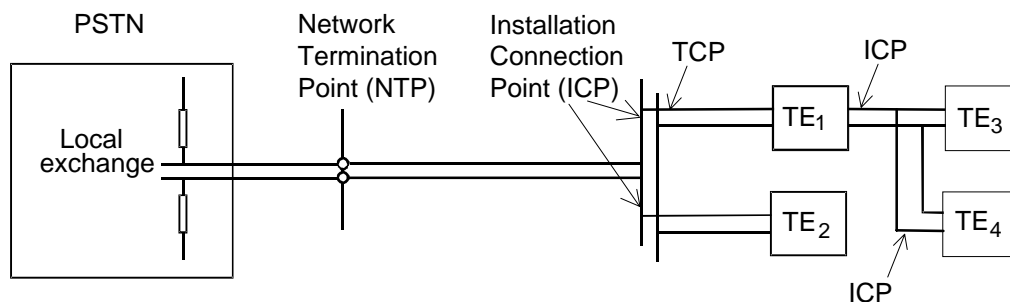 PSTN
Network
Termination
Point (NTP)
Installation
Connection
Point (ICP)
TCP
ICP
Local
exchange
TE1
TE3
TE2
TE4
ICP